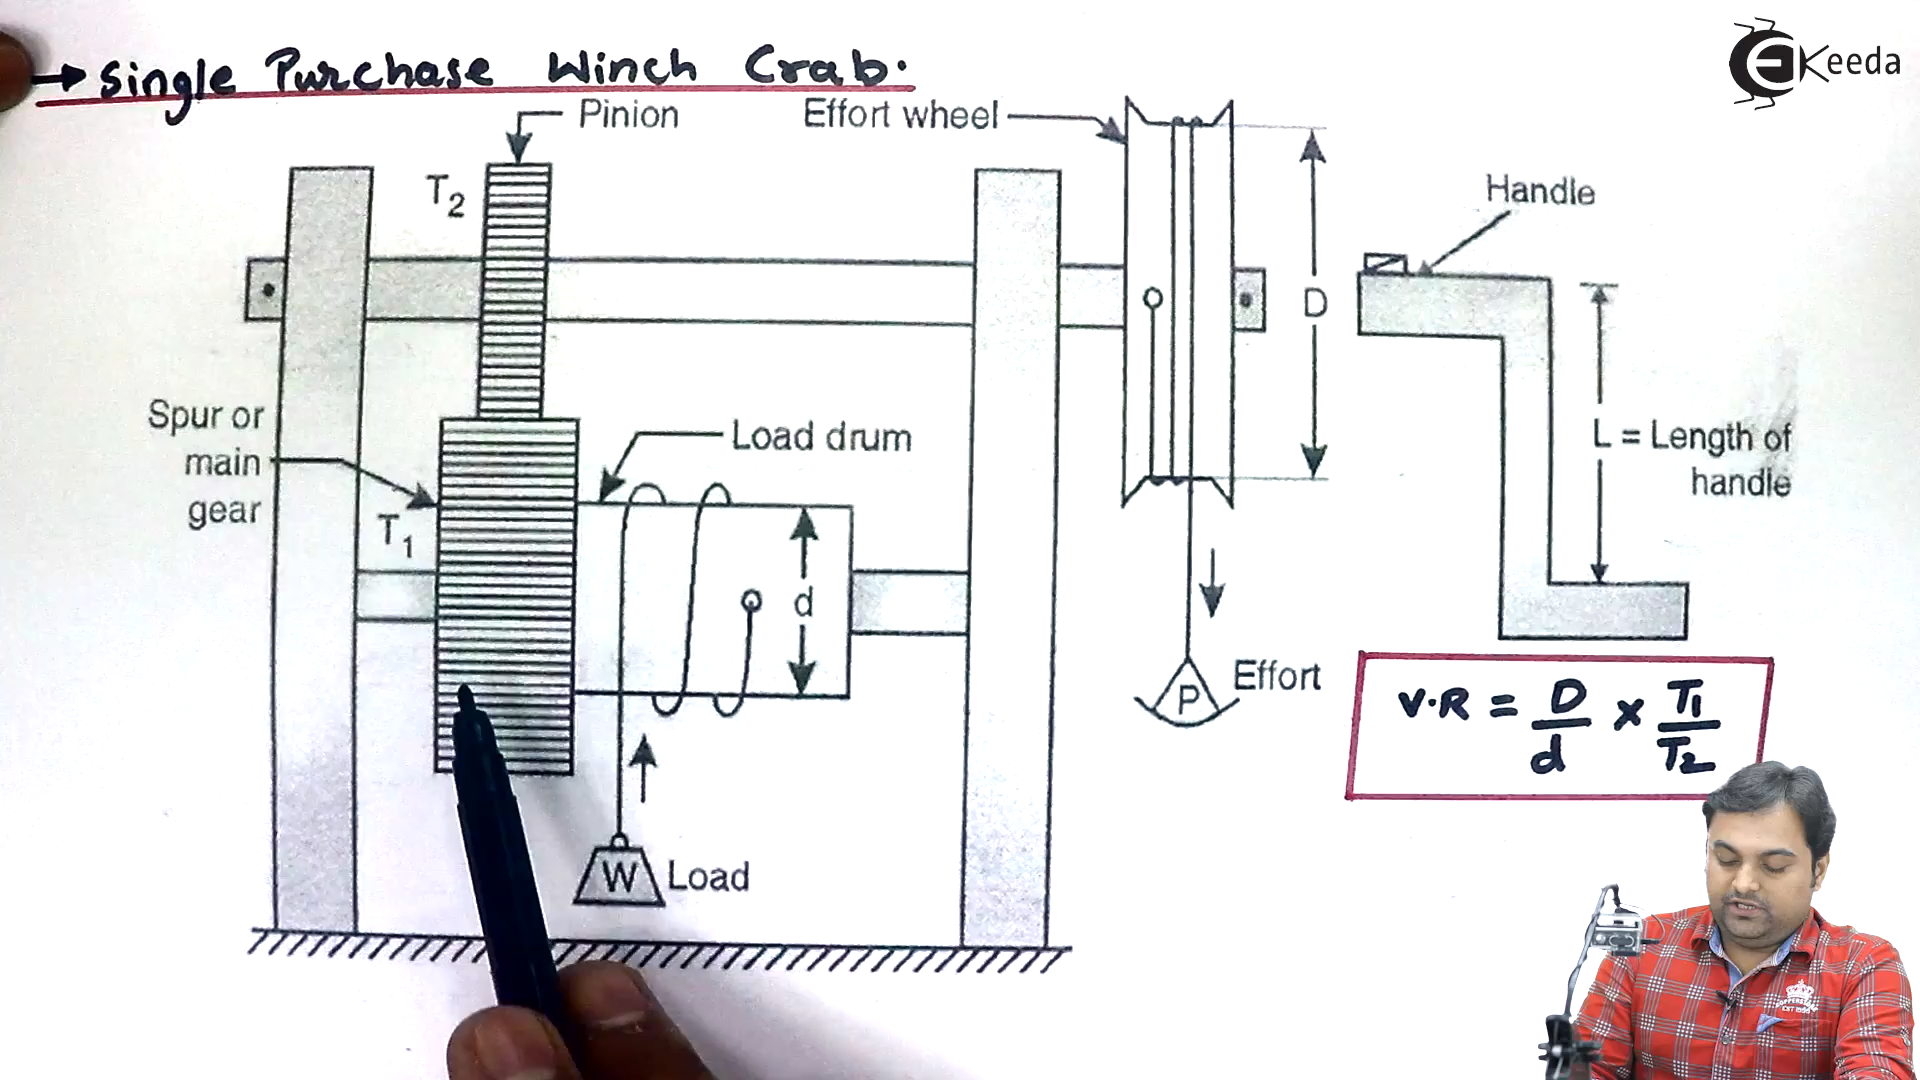 → Single Purchase Winch Crab.
Keeda
Pinion
Effort wheel
T2
Handle
D
Spur or
main
gear
Load drum
L = Length of
handle
T1
d
Effort
P
V.R = D/d × T1/T2
W
Load